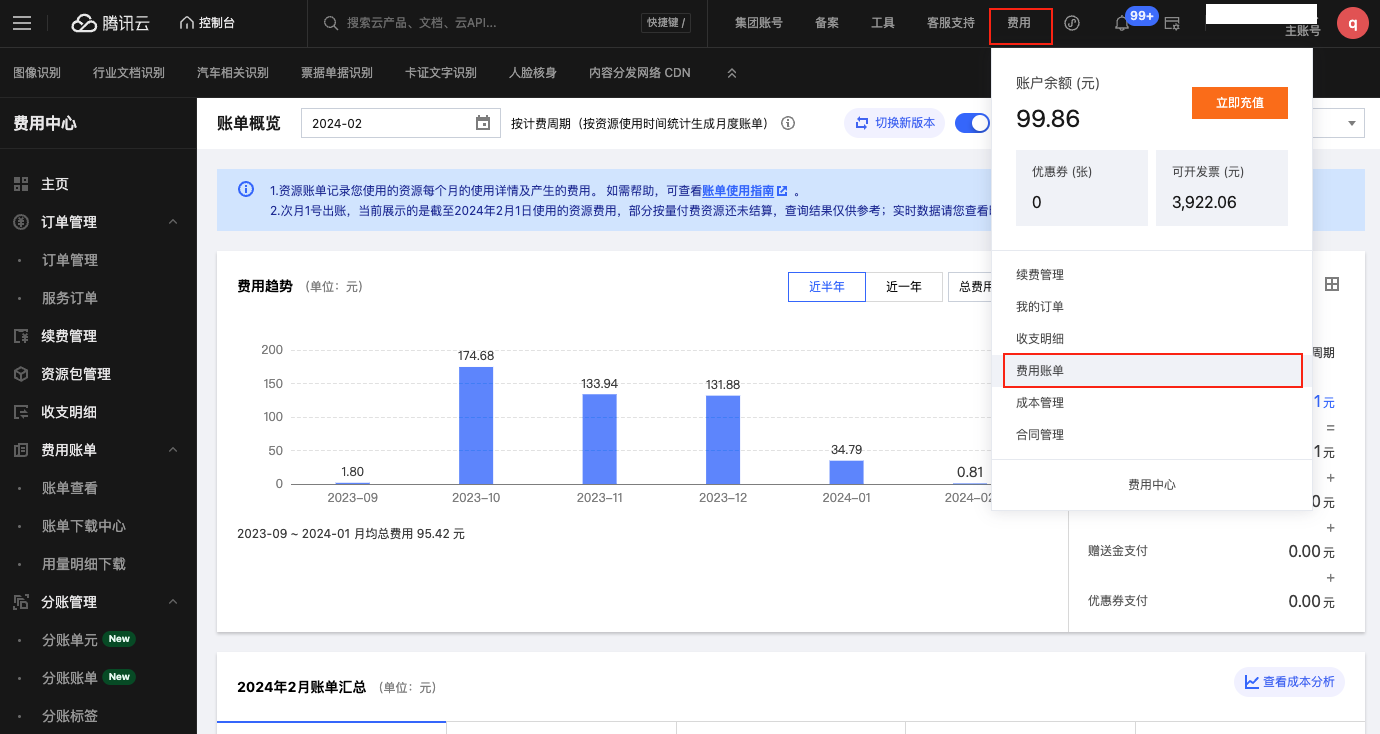 腾讯云
控制台
搜索云产品、文档、云API...
快捷键 /
集团账号
备案
工具
客服支持
费用
99+
主账号
q
图像识别
行业文档识别
汽车相关识别
票据单据识别
卡证文字识别
人脸核身
内容分发网络 CDN
费用中心
主页
订单管理
订单管理
服务订单
续费管理
资源包管理
收支明细
费用账单
账单查看
账单下载中心
用量明细下载
分账管理
分账单元 New
分账账单 New
分账标签
账单概览
2024-02
按计费周期（按资源使用时间统计生成月度账单）
切换新版本
1.资源账单记录您使用的资源每个月的使用详情及产生的费用。 如需帮助，可查看账单使用指南 。
2.次月1号出账，当前展示的是截至2024年2月1日使用的资源费用，部分按量付费资源还未结算，查询结果仅供参考；实时数据请您查看
费用趋势 （单位：元）
近半年
近一年
总费用
200
150
100
50
0
1.80
174.68
133.94
131.88
34.79
0.81
2023-09
2023-10
2023-11
2023-12
2024-01
2024-02
2023-09 ~ 2024-01 月均总费用 95.42 元
周期
1元
=
1元
+
0元
+
赠送金支付
0.00元
+
优惠券支付
0.00元
2024年2月账单汇总 （单位：元）
查看成本分析
账户余额 (元)
99.86
立即充值
优惠券 (张)
0
可开发票 (元)
3,922.06
续费管理
我的订单
收支明细
费用账单
成本管理
合同管理
费用中心